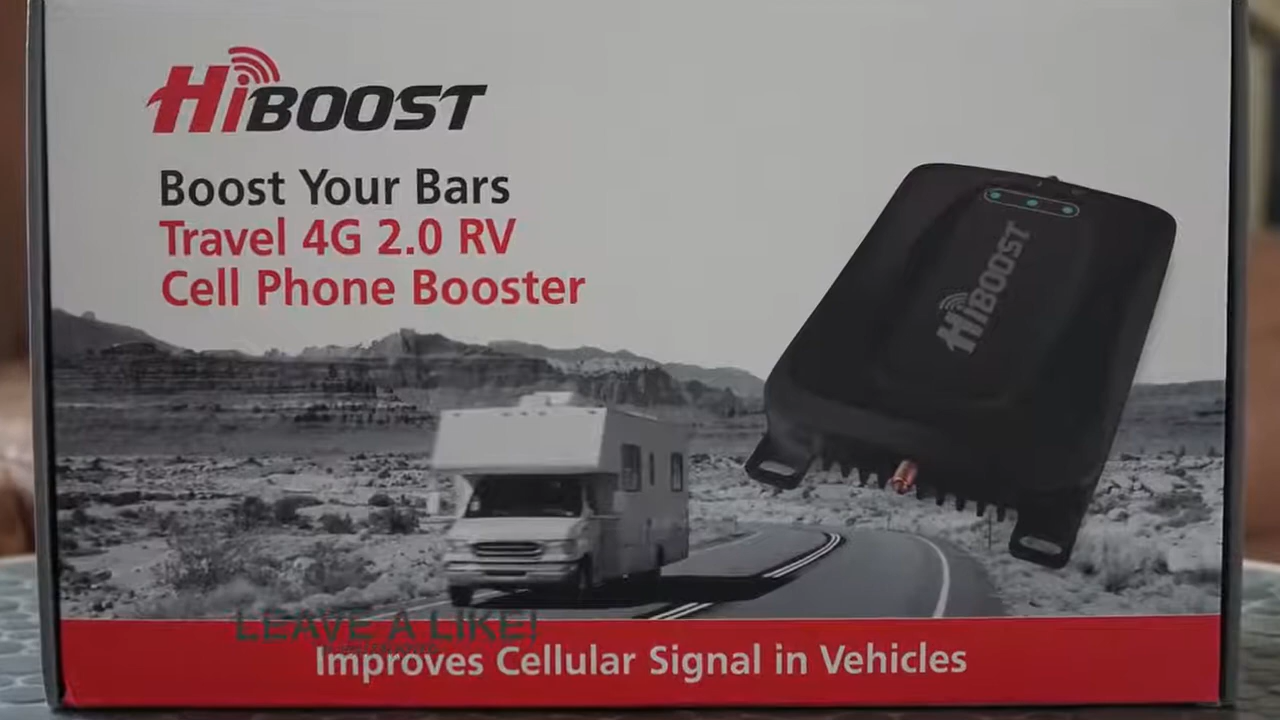 HiBOOST
Boost Your Bars
Travel 4G 2.0 RV
Cell Phone Booster
HiBOOST
LEAVE A LIKE!
Improves Cellular Signal in Vehicles